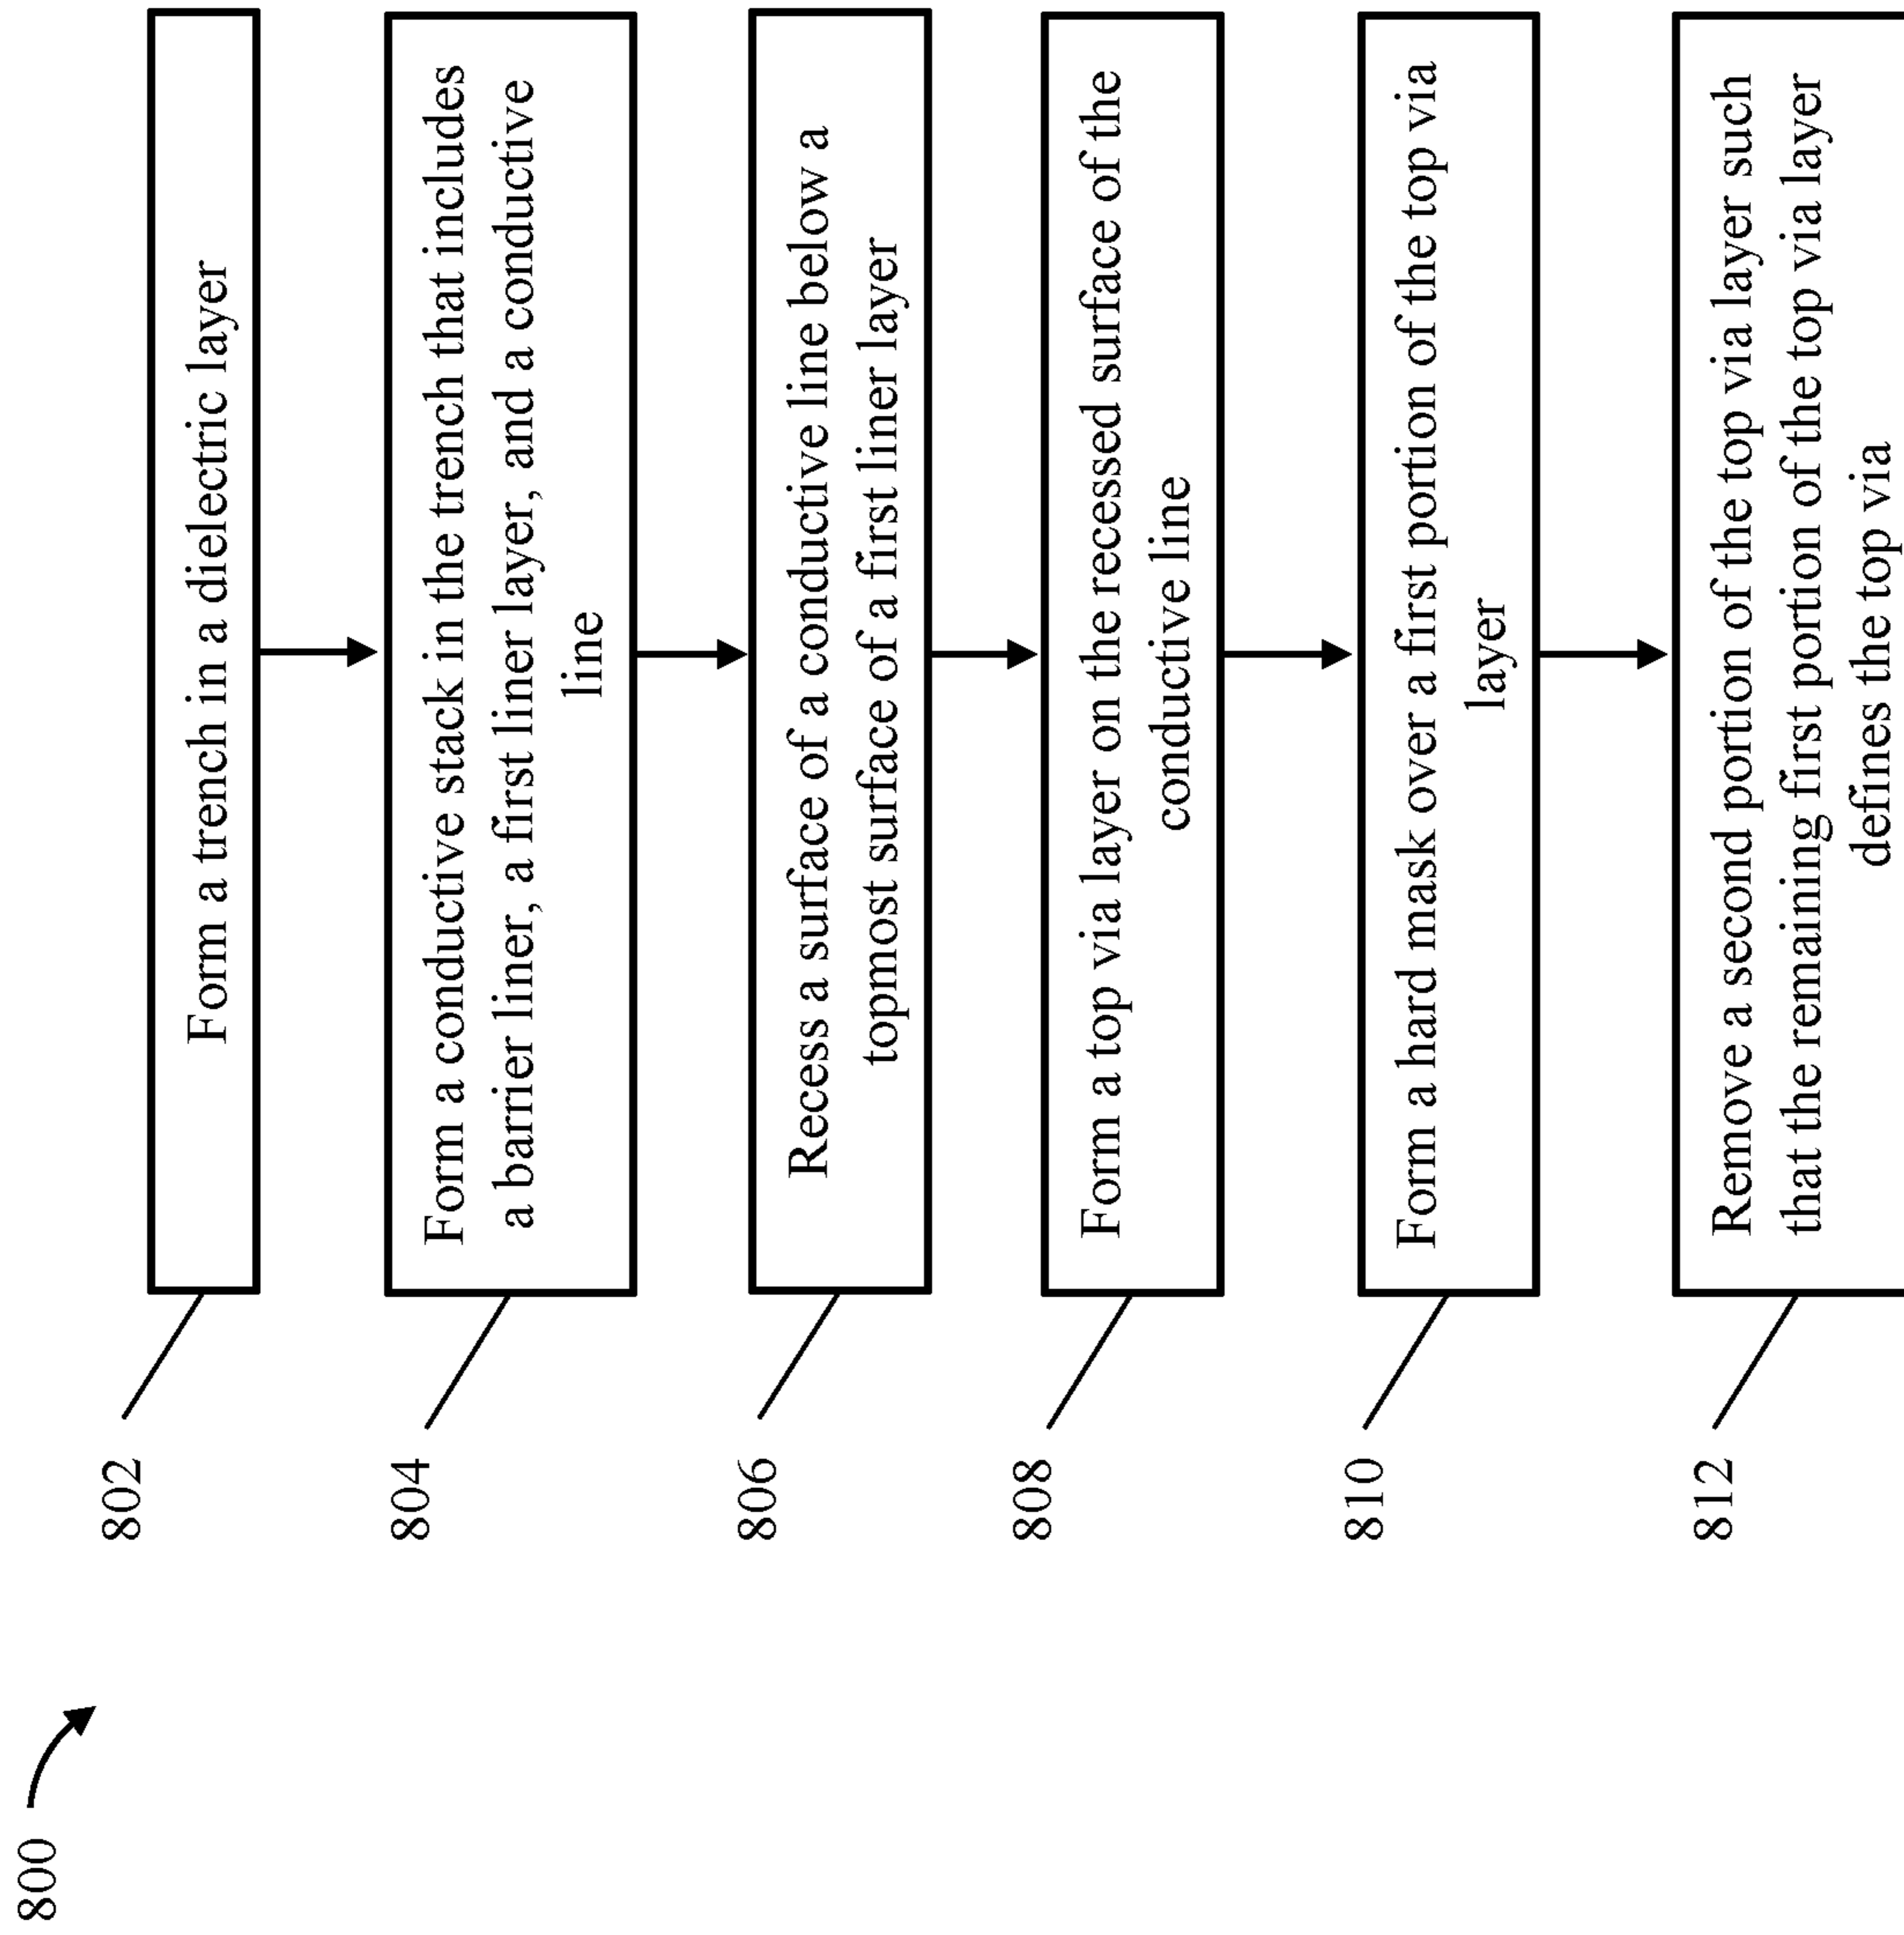 800
802
Form a trench in a dielectric layer
804
Form a conductive stack in the trench that includes
a barrier liner, a first liner layer, and a conductive
line
806
Recess a surface of a conductive line below a
topmost surface of a first liner layer
808
Form a top via layer on the recessed surface of the
conductive line
810
Form a hard mask over a first portion of the top via
layer
812
Remove a second portion of the top via layer such
that the remaining first portion of the top via layer
defines the top via